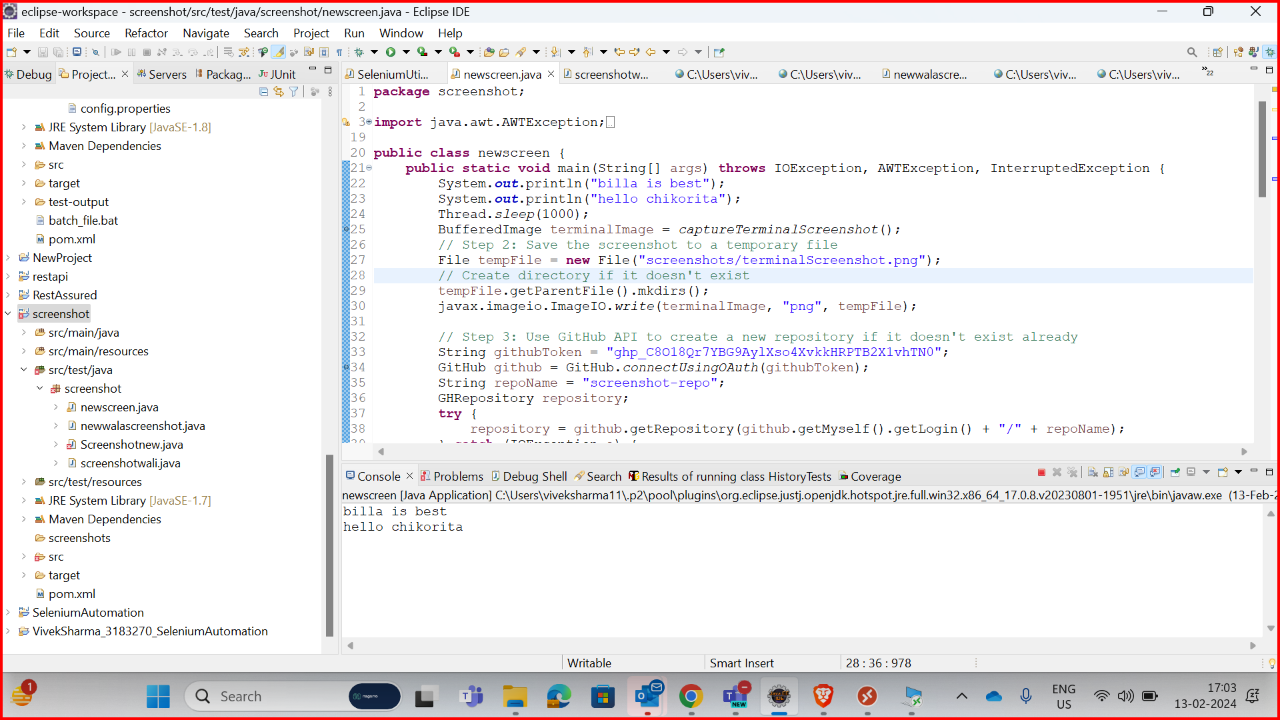 eclipse-workspace - screenshot/src/test/java/screenshot/newscreen.java - Eclipse IDE
File Edit Source Refactor Navigate Search Project Run Window Help
Debug Project... Servers Packag... JUnit
SeleniumUti... newscreen.java screenshotw... C:\Users\viv... C:\Users\viv... newwalascre... C:\Users\viv... C:\Users\viv... »22
config.properties
JRE System Library [JavaSE-1.8]
Maven Dependencies
src
target
test-output
batch_file.bat
pom.xml
NewProject
restapi
RestAssured
screenshot
src/main/java
src/main/resources
src/test/java
screenshot
newscreen.java
newwalascreenshot.java
Screenshotnew.java
screenshotwali.java
src/test/resources
JRE System Library [JavaSE-1.7]
Maven Dependencies
screenshots
src
target
pom.xml
SeleniumAutomation
VivekSharma_3183270_SeleniumAutomation
1 package screenshot;
2
3 import java.awt.AWTException;
19
20 public class newscreen {
21 public static void main(String[] args) throws IOException, AWTException, InterruptedException {
22 System.out.println("billa is best");
23 System.out.println("hello chikorita");
24 Thread.sleep(1000);
25 BufferedImage terminalImage = captureTerminalScreenshot();
26 // Step 2: Save the screenshot to a temporary file
27 File tempFile = new File("screenshots/terminalScreenshot.png");
28 // Create directory if it doesn't exist
29 tempFile.getParentFile().mkdirs();
30 javax.imageio.ImageIO.write(terminalImage, "png", tempFile);
31
32 // Step 3: Use GitHub API to create a new repository if it doesn't exist already
33 String githubToken =
34 GitHub github = GitHub.connectUsingOAuth(githubToken);
35 String repoName = "screenshot-repo";
36 GHRepository repository;
37 try {
38 repository = github.getRepository(github.getMyself().getLogin() + "/" + repoName);
Console Problems Debug Shell Search Results of running class HistoryTests Coverage
newscreen [Java Application] C:\Users\viveksharma11\.p2\pool\plugins\org.eclipse.justj.openjdk.hotspot.jre.full.win32.x86_64_17.0.8.v20230801-1951\jre\bin\javaw.exe (13-Feb-2
billa is best
hello chikorita
Writable Smart Insert 28 : 36 : 978
1 Search NEW ENG US 17:03 13-02-2024